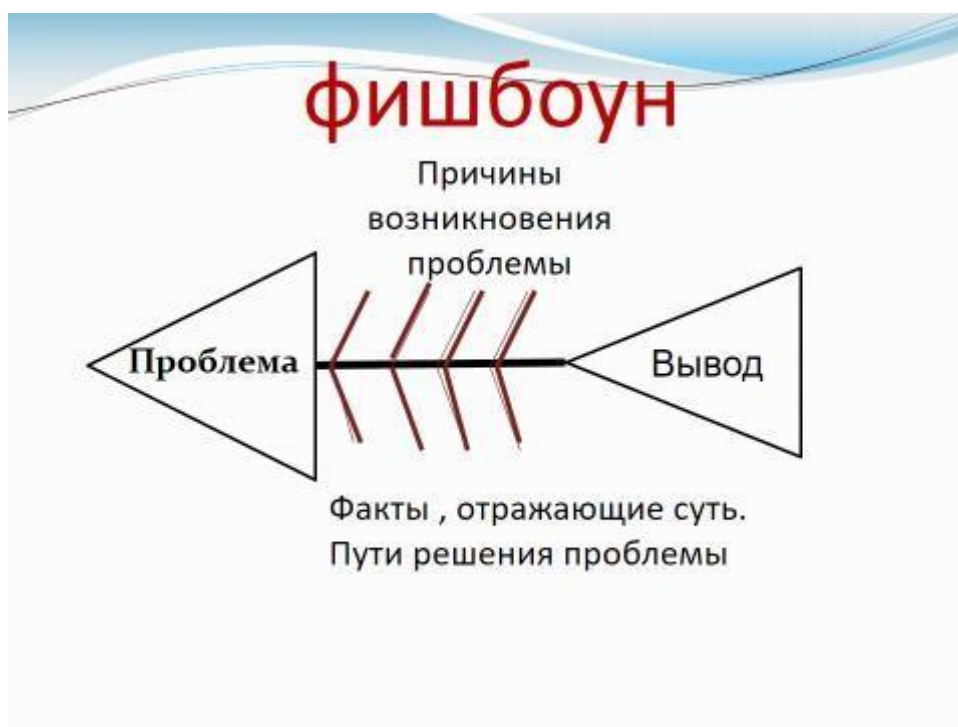 фишбоун
Причины
возникновения
проблемы
Проблема
Вывод
Факты , отражающие суть.
Пути решения проблемы